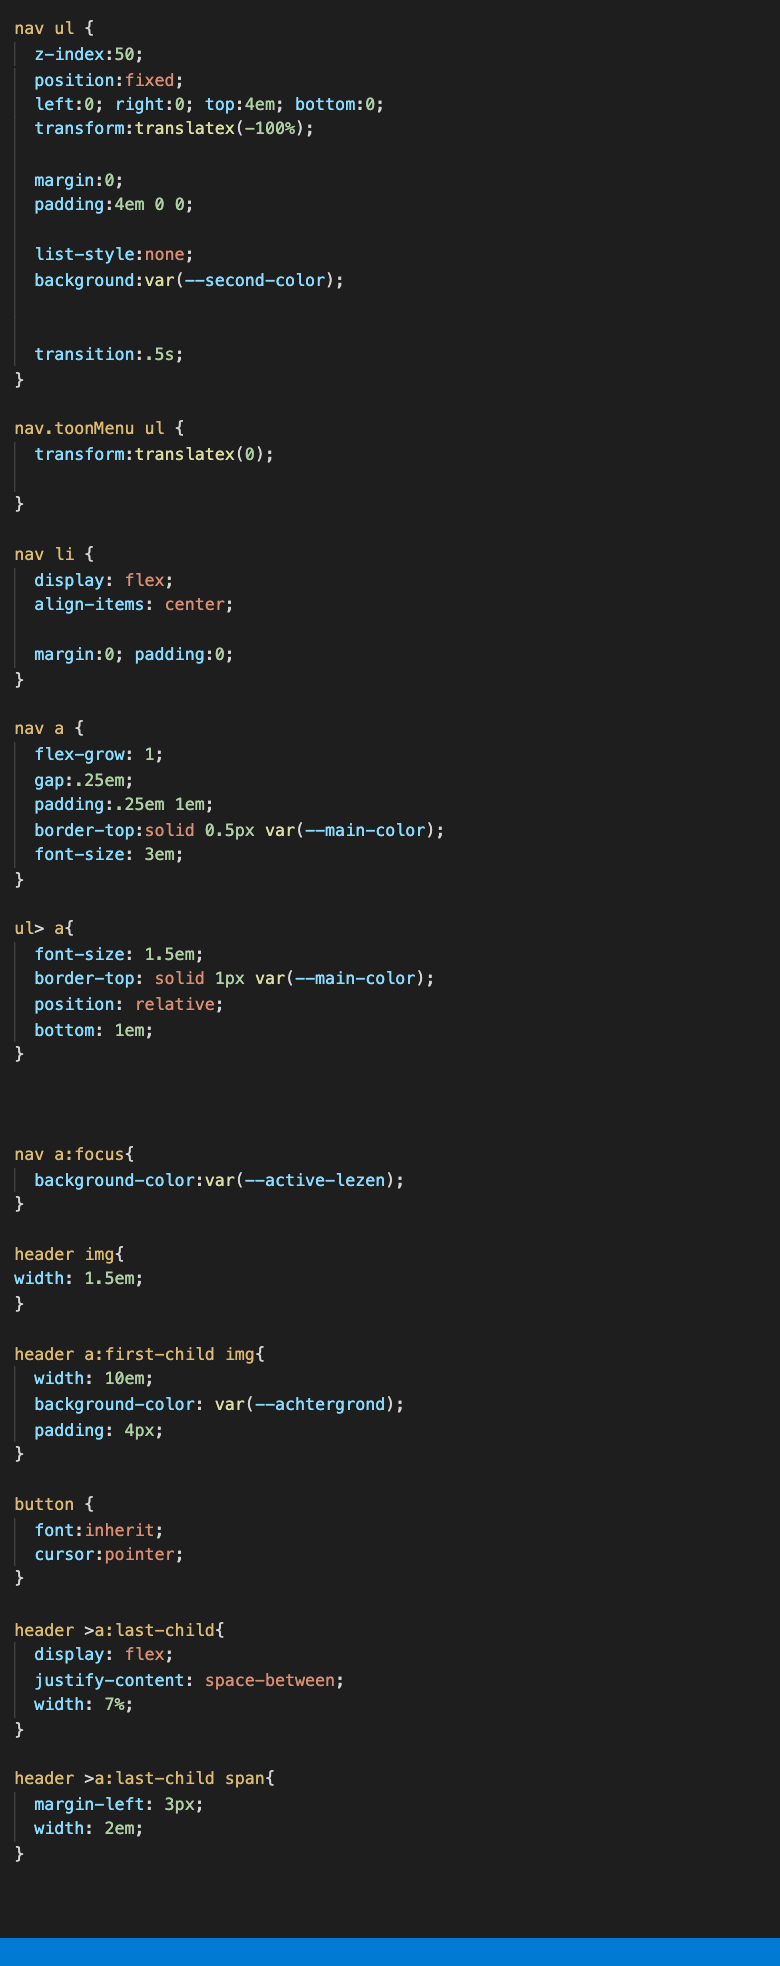 nav ul {
z-index:50;
position:fixed;
left:0; right:0; top:4em; bottom:0;
transform:translatex(-100%);
margin:0;
padding:4em 0 0;
list-style:none;
background:var(--second-color);
transition:.5s;
}
nav.toonMenu ul {
transform:translatex(0);
}
nav li {
display: flex;
align-items: center;
margin:0; padding:0;
}
nav a {
flex-grow: 1;
gap:.25em;
padding:.25em 1em;
border-top:solid 0.5px var(--main-color);
font-size: 3em;
}
ul> a{
font-size: 1.5em;
border-top: solid 1px var(--main-color);
position: relative;
bottom: 1em;
}
nav a:focus{
background-color:var(--active-lezen);
}
header img{
width: 1.5em;
}
header a:first-child img{
width: 10em;
background-color: var(--achtergrond);
padding: 4px;
}
button {
font:inherit;
cursor:pointer;
}
header >a:last-child{
display: flex;
justify-content: space-between;
width: 7%;
}
header >a:last-child span{
margin-left: 3px;
width: 2em;
}